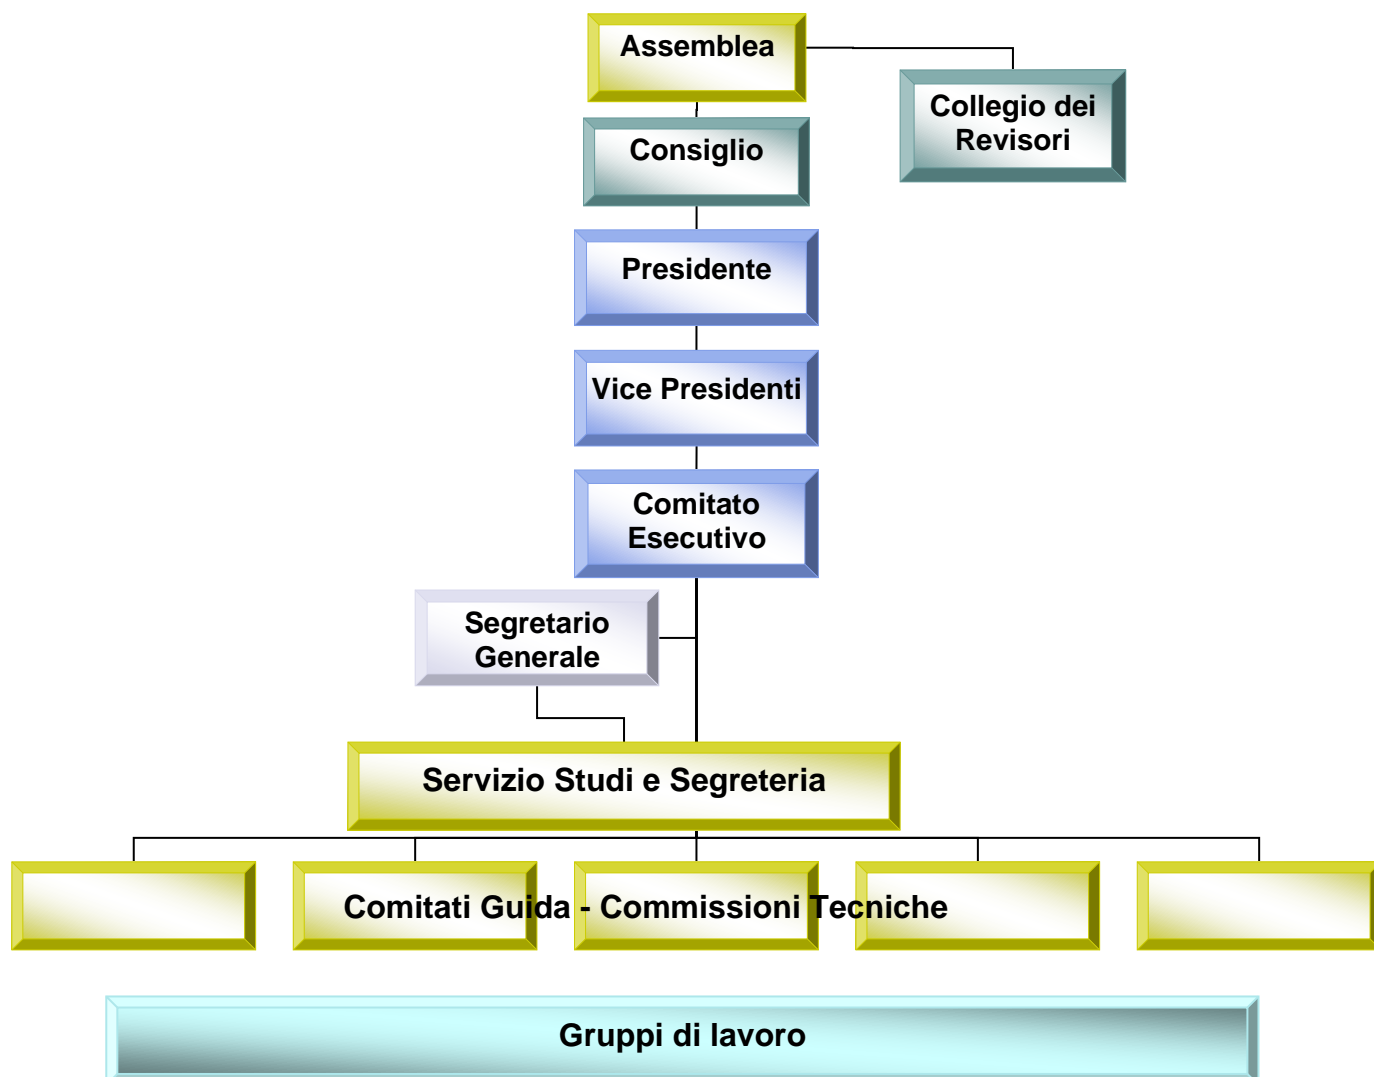 Assemblea
Collegio dei
Revisori
Consiglio
Presidente
Vice Presidenti
Comitato
Esecutivo
Segretario
Generale
Servizio Studi e Segreteria
Comitati Guida - Commissioni Tecniche
Gruppi di lavoro